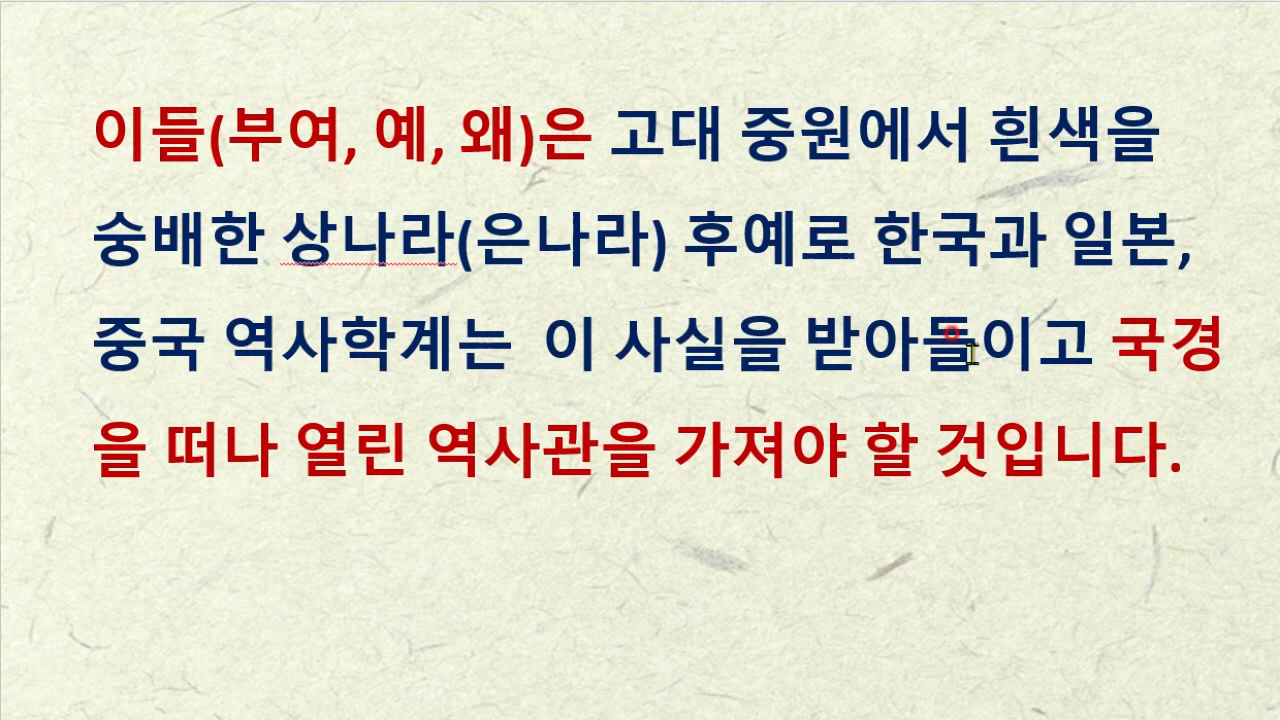 이들(부여, 예, 왜)은 고대 중원에서 흰색을
숭배한 상나라(은나라) 후예로 한국과 일본,
중국 역사학계는  이 사실을 받아들이고 국경
을 떠나 열린 역사관을 가져야 할 것입니다.